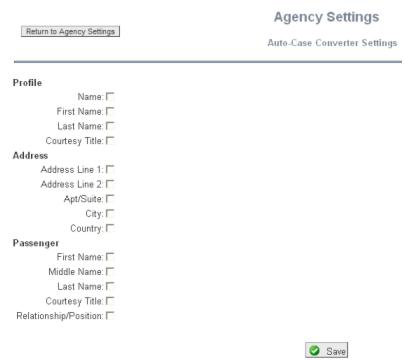 Agency Settings
Return to Agency Settings
Auto-Case Converter Settings
Profile
Name:
First Name:
Last Name:
Courtesy Title:
Address
Address Line 1:
Address Line 2:
Apt/Suite:
City:
Country:
Passenger
First Name:
Middle Name:
Last Name:
Courtesy Title:
Relationship/Position:
Save